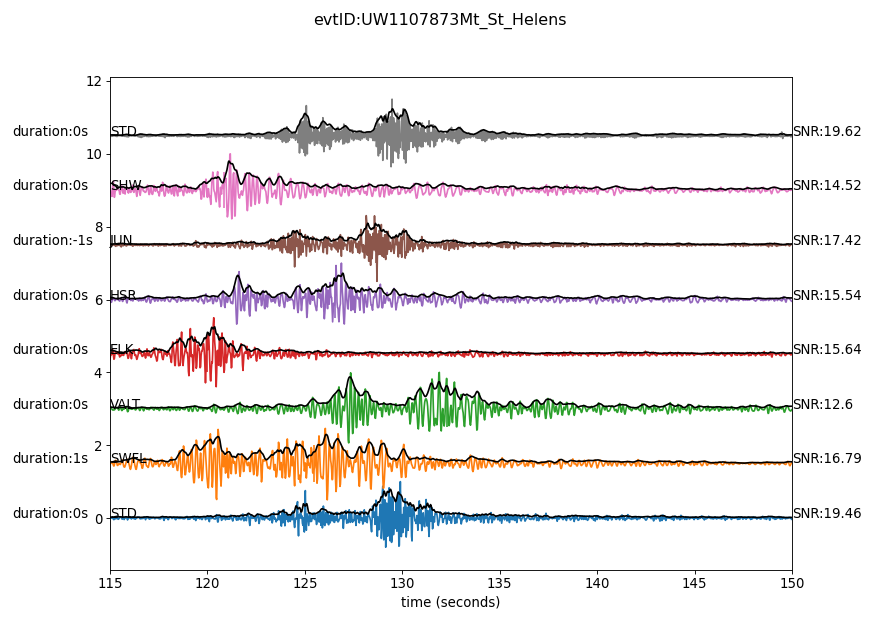 evtID:UW1107873Mt_St_Helens
12
duration:0s STD SNR:19.62
10
duration:0s SHW SNR:14.52
8
duration:-1s JUN SNR:17.42
duration:0s HSR SNR:15.54
6
duration:0s ELK SNR:15.64
4
duration:0s VALT SNR:12.6
2
duration:1s SWFL SNR:16.79
duration:0s STD SNR:19.46
0
115 120 125 130 135 140 145 150
time (seconds)